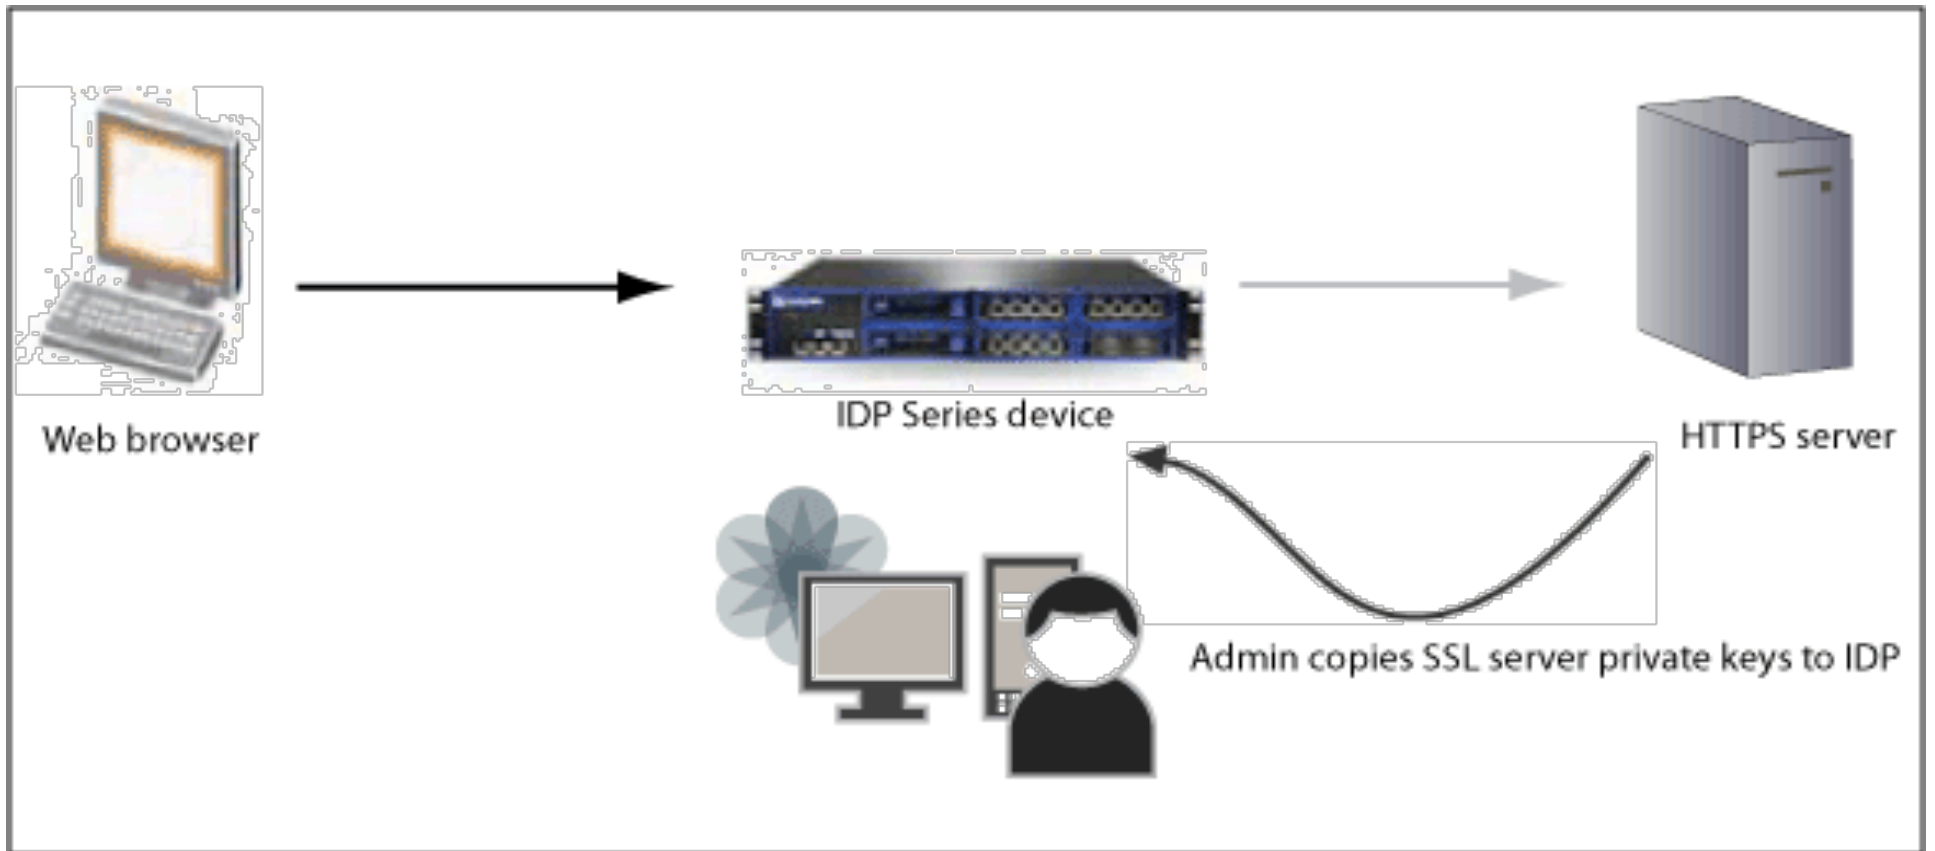 Web browser
IDP Series device
HTTPS server
Admin copies SSL server private keys to IDP